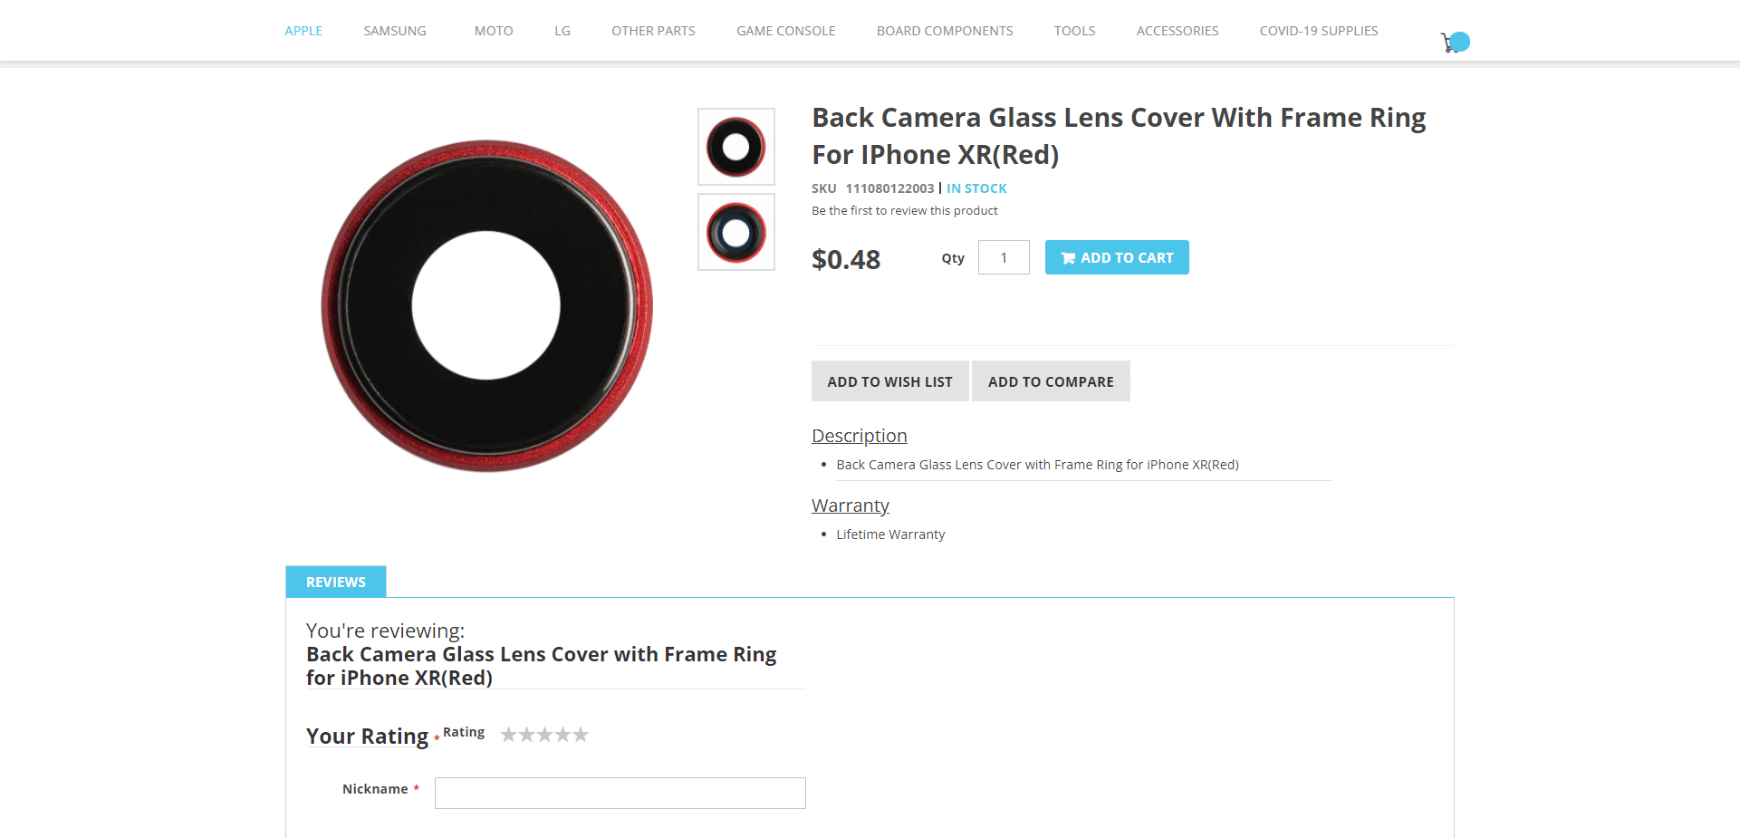 APPLE SAMSUNG MOTO LG OTHER PARTS GAME CONSOLE BOARD COMPONENTS TOOLS ACCESSORIES COVID-19 SUPPLIES
Back Camera Glass Lens Cover With Frame Ring
For IPhone XR(Red)
SKU 111080122003 | IN STOCK
Be the first to review this product
$0.48 Qty 1 ADD TO CART
ADD TO WISH LIST ADD TO COMPARE
Description
• Back Camera Glass Lens Cover with Frame Ring for iPhone XR(Red)
Warranty
• Lifetime Warranty
REVIEWS
You're reviewing:
Back Camera Glass Lens Cover with Frame Ring
for iPhone XR(Red)
Your Rating * Rating
Nickname *